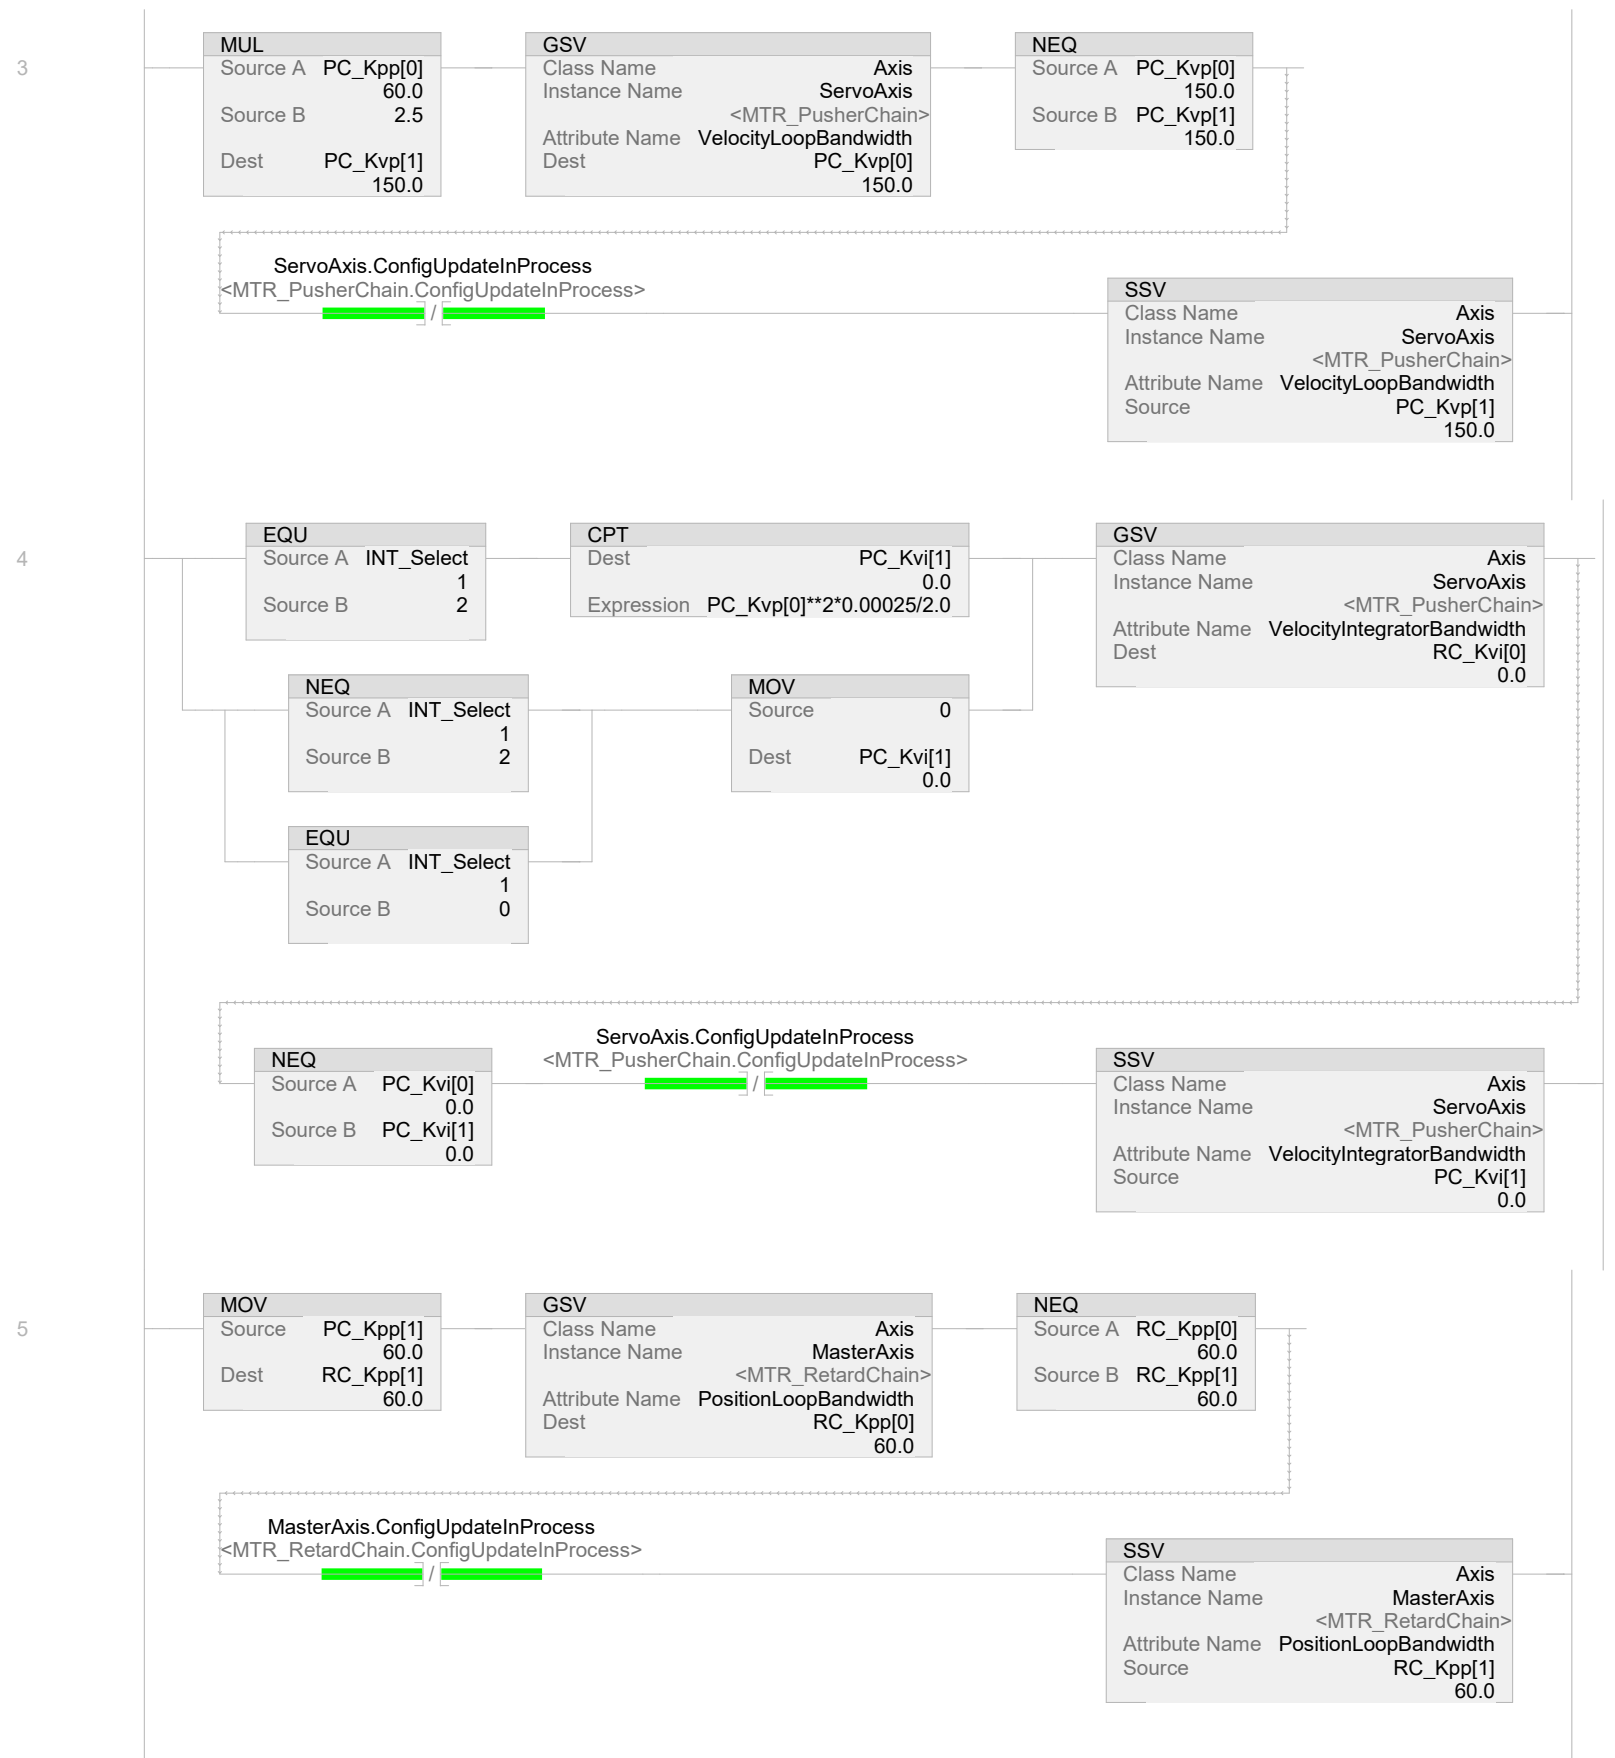 3
MUL
Source A PC_Kpp[0]
60.0
Source B 2.5
Dest PC_Kvp[1]
150.0
GSV
Class Name Axis
Instance Name ServoAxis
<MTR_PusherChain>
Attribute Name VelocityLoopBandwidth
Dest PC_Kvp[0]
150.0
NEQ
Source A PC_Kvp[0]
150.0
Source B PC_Kvp[1]
150.0
ServoAxis.ConfigUpdateInProcess
<MTR_PusherChain.ConfigUpdateInProcess>
/
SSV
Class Name Axis
Instance Name ServoAxis
<MTR_PusherChain>
Attribute Name VelocityLoopBandwidth
Source PC_Kvp[1]
150.0
4
EQU
Source A INT_Select
1
Source B 2
CPT
Dest PC_Kvi[1]
0.0
Expression PC_Kvp[0]**2*0.00025/2.0
GSV
Class Name Axis
Instance Name ServoAxis
<MTR_PusherChain>
Attribute Name VelocityIntegratorBandwidth
Dest RC_Kvi[0]
0.0
NEQ
Source A INT_Select
1
Source B 2
MOV
Source 0
Dest PC_Kvi[1]
0.0
EQU
Source A INT_Select
1
Source B 0
NEQ
Source A PC_Kvi[0]
0.0
Source B PC_Kvi[1]
0.0
ServoAxis.ConfigUpdateInProcess
<MTR_PusherChain.ConfigUpdateInProcess>
/
SSV
Class Name Axis
Instance Name ServoAxis
<MTR_PusherChain>
Attribute Name VelocityIntegratorBandwidth
Source PC_Kvi[1]
0.0
5
MOV
Source PC_Kpp[1]
60.0
Dest RC_Kpp[1]
60.0
GSV
Class Name Axis
Instance Name MasterAxis
<MTR_RetardChain>
Attribute Name PositionLoopBandwidth
Dest RC_Kpp[0]
60.0
NEQ
Source A RC_Kpp[0]
60.0
Source B RC_Kpp[1]
60.0
MasterAxis.ConfigUpdateInProcess
<MTR_RetardChain.ConfigUpdateInProcess>
/
SSV
Class Name Axis
Instance Name MasterAxis
<MTR_RetardChain>
Attribute Name PositionLoopBandwidth
Source RC_Kpp[1]
60.0